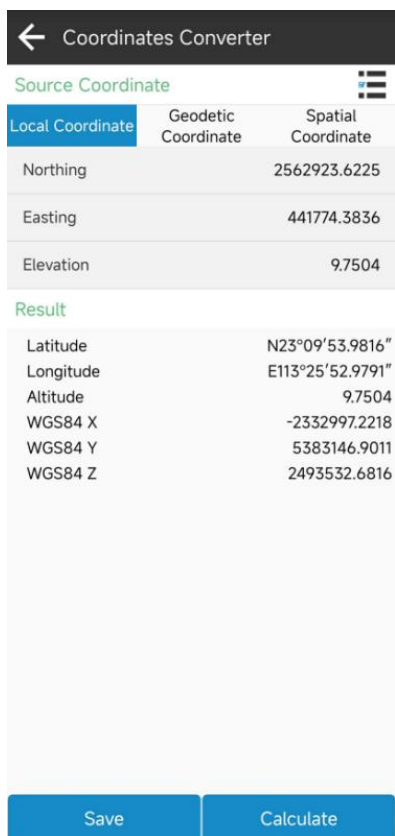 Coordinates Converter
Source Coordinate
Local Coordinate Geodetic Coordinate Spatial Coordinate
Northing 2562923.6225
Easting 441774.3836
Elevation 9.7504
Result
Latitude N23°09′53.9816″
Longitude E113°25′52.9791″
Altitude 9.7504
WGS84 X -2332997.2218
WGS84 Y 5383146.9011
WGS84 Z 2493532.6816
Save Calculate